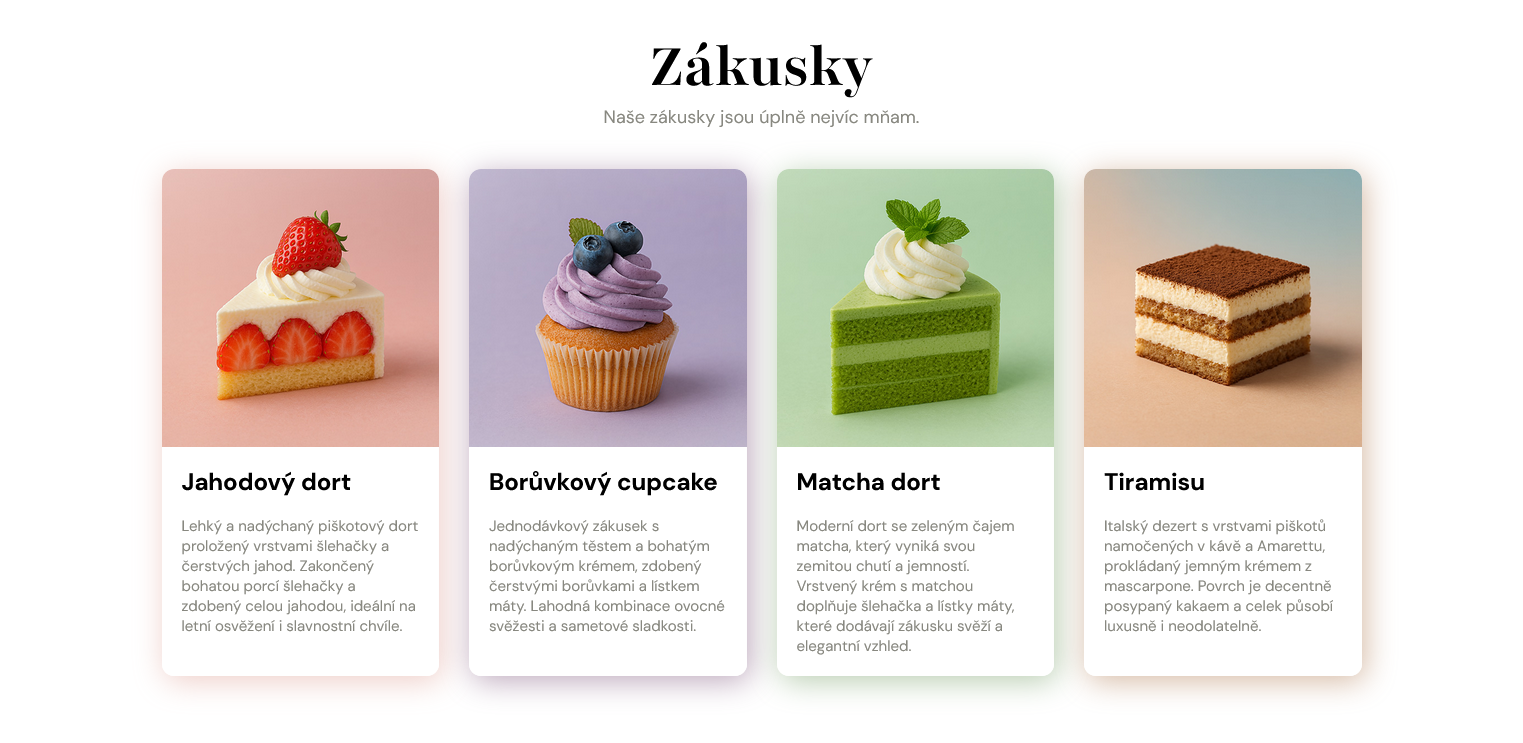 Zákusky
Naše zákusky jsou úplně nejvíc mňam.
Jahodový dort
Lehký a nadýchaný piškotový dort
proložený vrstvami šlehačky a
čerstvých jahod. Zakončený
bohatou porcí šlehačky a
zdobený celou jahodou, ideální na
letní osvěžení i slavnostní chvíle.
Borůvkový cupcake
Jednodávkový zákusek s
nadýchaným těstem a bohatým
borůvkovým krémem, zdobený
čerstvými borůvkami a lístkem
máty. Lahodná kombinace ovocné
svěžesti a sametové sladkosti.
Matcha dort
Moderní dort se zeleným čajem
matcha, který vyniká svou
zemitou chutí a jemností.
Vrstvený krém s matchou
doplňuje šlehačka a lístky máty,
které dodávají zákusku svěží a
elegantní vzhled.
Tiramisu
Italský dezert s vrstvami piškotů
namočených v kávě a Amarettu,
prokládaný jemným krémem z
mascarpone. Povrch je decentně
posypaný kakaem a celek působí
luxusně i neodolatelně.